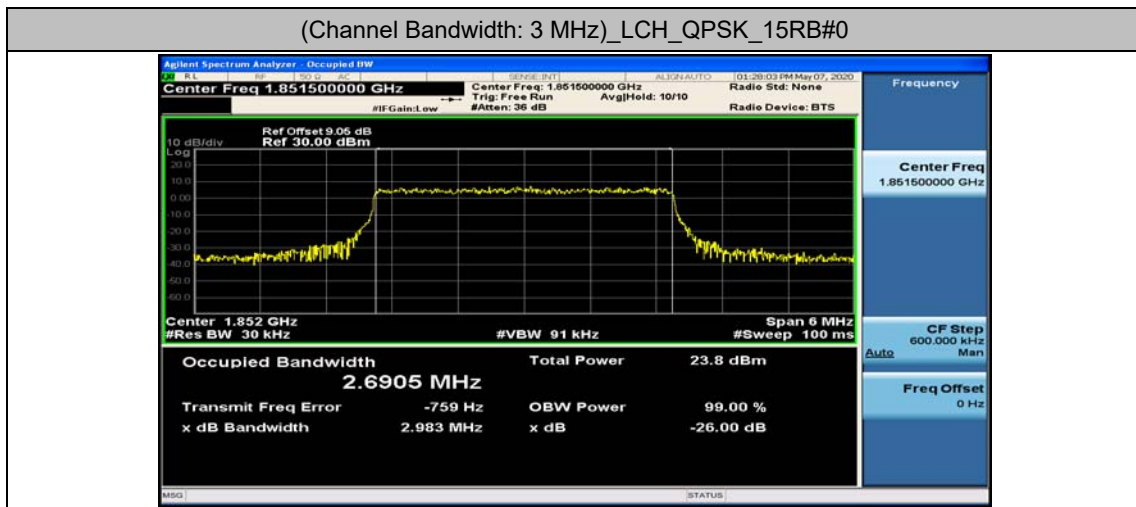 (Channel Bandwidth: 3 MHz)_LCH_QPSK_15RB#0
Agilent Spectrum Analyzer - Occupied BW
RL RF 50 Ω AC SENSE:INT ALIGN AUTO 01:28:03 PM May 07, 2020
Center Freq 1.851500000 GHz
Center Freq: 1.851500000 GHz
Radio Std: None
Trig: Free Run Avg|Hold: 10/10
#IFGain:Low #Atten: 36 dB Radio Device: BTS
Ref Offset 9.05 dB
10 dB/div Ref 30.00 dBm
Log
20.0
10.0
0.00
-10.0
-20.0
-30.0
-40.0
-50.0
-60.0
Center 1.852 GHz Span 6 MHz
#Res BW 30 kHz #VBW 91 kHz #Sweep 100 ms
Occupied Bandwidth Total Power 23.8 dBm
2.6905 MHz
Transmit Freq Error -759 Hz OBW Power 99.00 %
x dB Bandwidth 2.983 MHz x dB -26.00 dB
MSG STATUS
Frequency
Center Freq
1.851500000 GHz
CF Step
600.000 kHz
Auto Man
Freq Offset
0 Hz